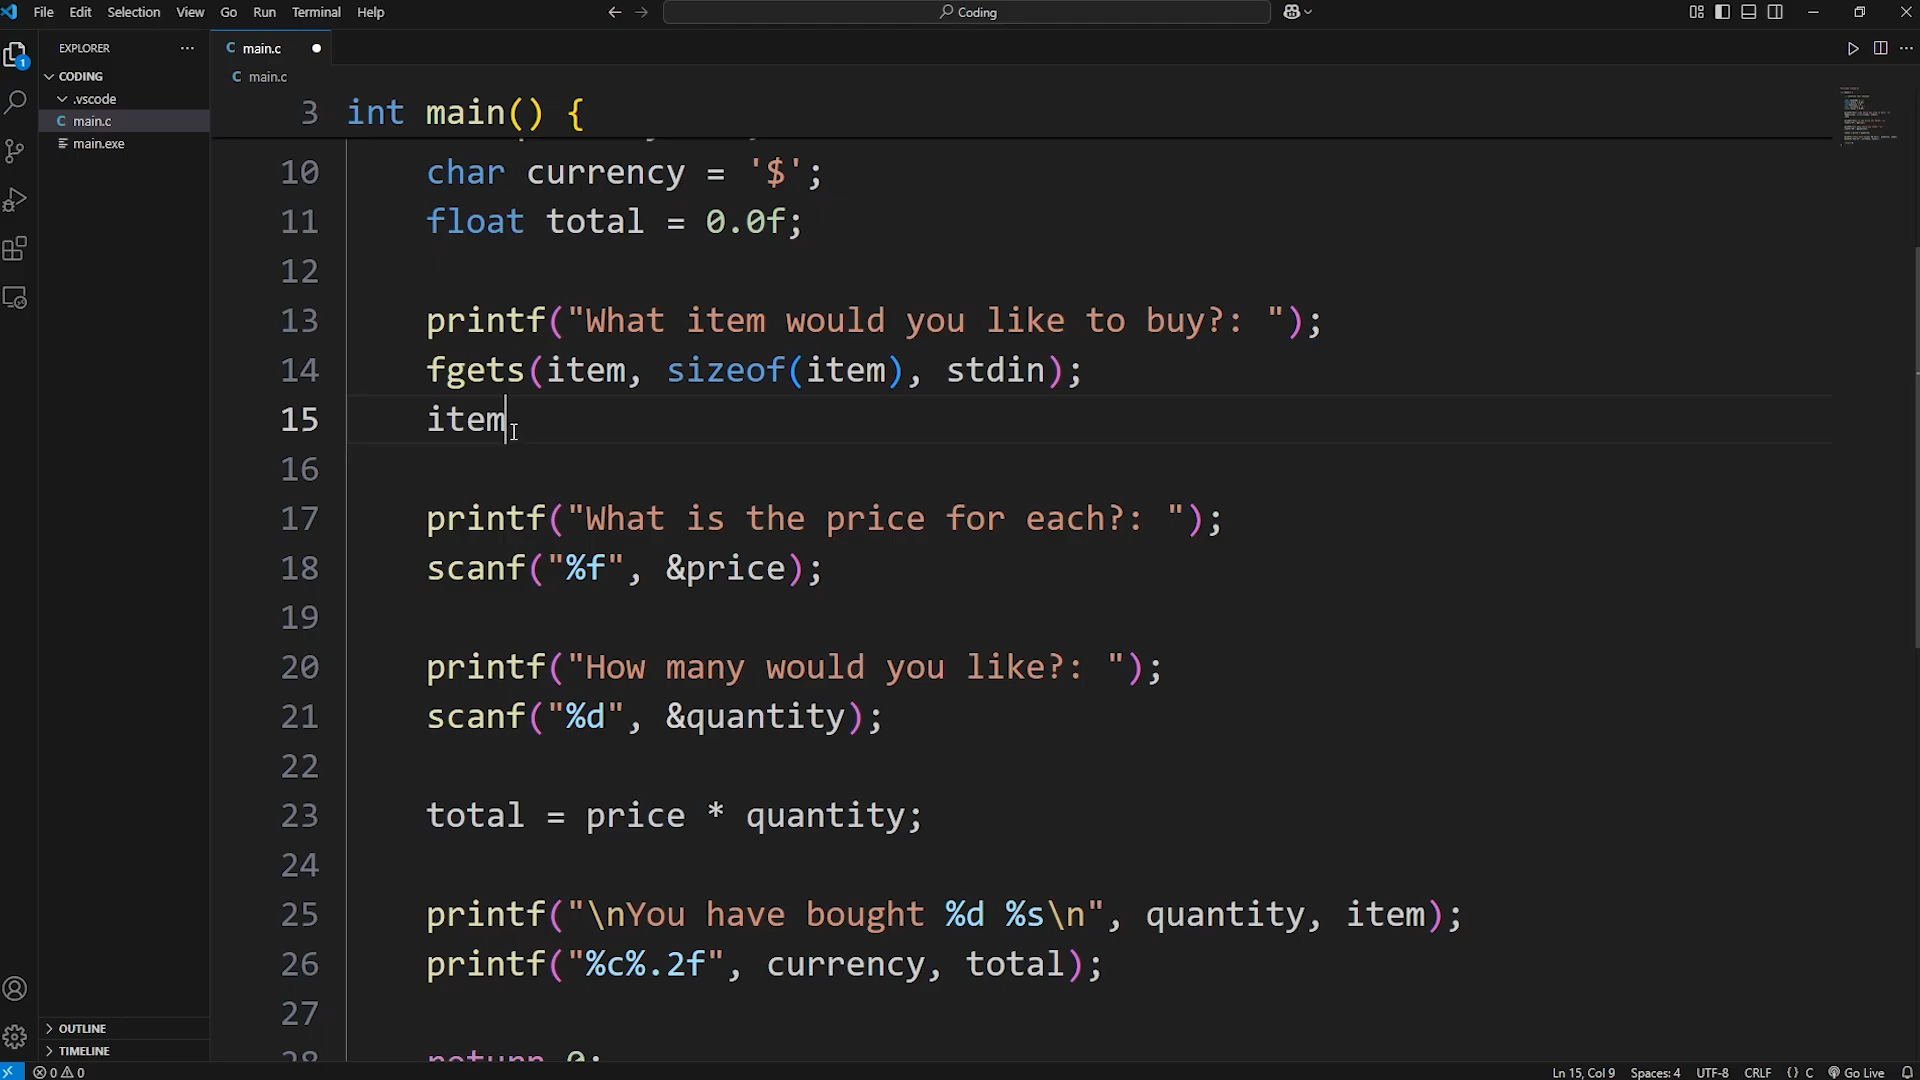 File Edit Selection View Go Run Terminal Help
Coding
EXPLORER
main.c
CODING
.vscode
main.c
main.exe
OUTLINE
TIMELINE
main.c
3 int main() {
10 char currency = '$';
11 float total = 0.0f;
12
13 printf("What item would you like to buy?: ");
14 fgets(item, sizeof(item), stdin);
15 item
16
17 printf("What is the price for each?: ");
18 scanf("%f", &price);
19
20 printf("How many would you like?: ");
21 scanf("%d", &quantity);
22
23 total = price * quantity;
24
25 printf("\nYou have bought %d %s\n", quantity, item);
26 printf("%c%.2f", currency, total);
27
28 return 0;
1
0 0
Ln 15, Col 9 Spaces: 4 UTF-8 CRLF {} C Go Live